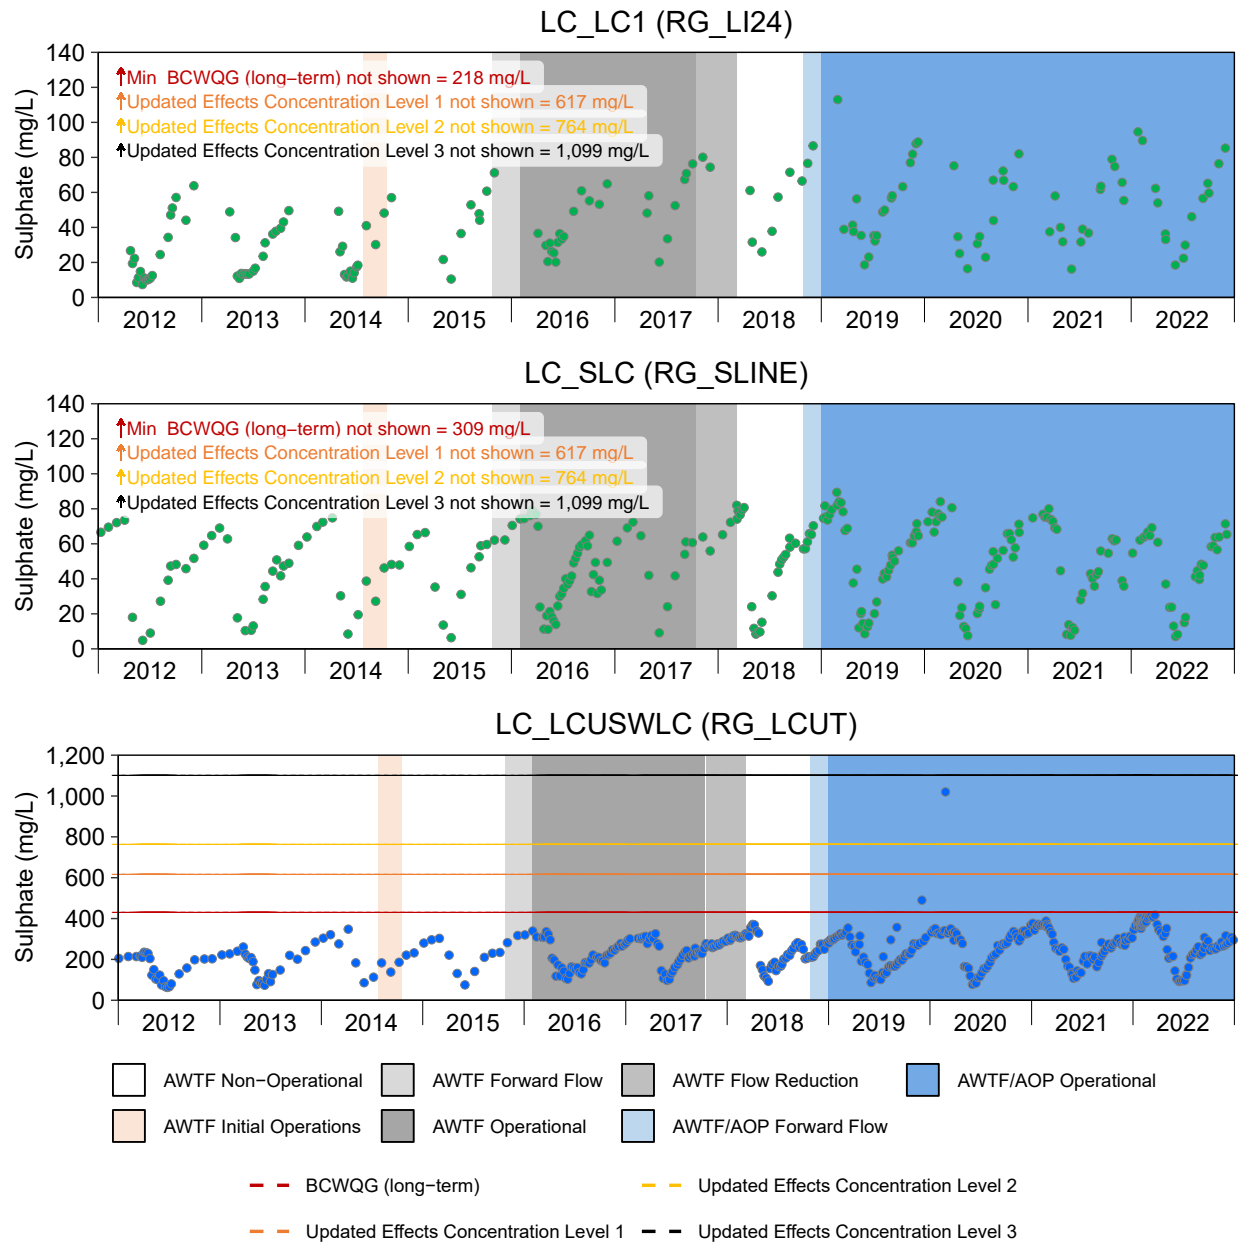 LC_LC1 (RG_LI24)
Sulphate (mg/L)
140
120
100
80
60
40
20
0
Min BCWQG (long−term) not shown = 218 mg/L
Updated Effects Concentration Level 1 not shown = 617 mg/L
Updated Effects Concentration Level 2 not shown = 764 mg/L
Updated Effects Concentration Level 3 not shown = 1,099 mg/L
2012 2013 2014 2015 2016 2017 2018 2019 2020 2021 2022
LC_SLC (RG_SLINE)
Sulphate (mg/L)
140
120
100
80
60
40
20
0
Min BCWQG (long−term) not shown = 309 mg/L
Updated Effects Concentration Level 1 not shown = 617 mg/L
Updated Effects Concentration Level 2 not shown = 764 mg/L
Updated Effects Concentration Level 3 not shown = 1,099 mg/L
2012 2013 2014 2015 2016 2017 2018 2019 2020 2021 2022
LC_LCUSWLC (RG_LCUT)
Sulphate (mg/L)
1,200
1,000
800
600
400
200
0
2012 2013 2014 2015 2016 2017 2018 2019 2020 2021 2022
AWTF Non−Operational AWTF Forward Flow AWTF Flow Reduction AWTF/AOP Operational
AWTF Initial Operations AWTF Operational AWTF/AOP Forward Flow
BCWQG (long−term) Updated Effects Concentration Level 2
Updated Effects Concentration Level 1 Updated Effects Concentration Level 3